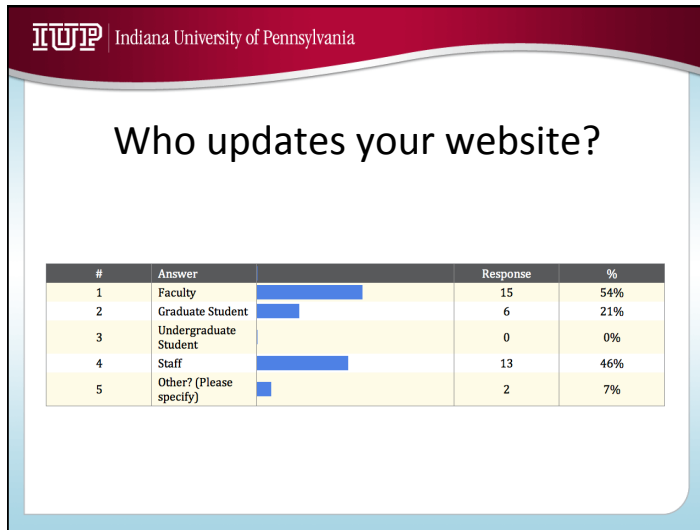 IUP Indiana University of Pennsylvania
Who updates your website?
# Answer Response %
1 Faculty 15 54%
2 Graduate Student 6 21%
3 Undergraduate Student 0 0%
4 Staff 13 46%
5 Other? (Please specify) 2 7%